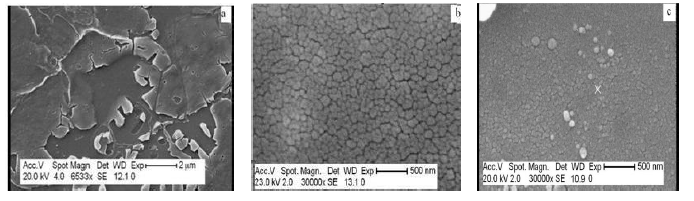 a
Acc.V Spot Magn Det WD Exp 2 µm
20.0 kV 4.0 6533x SE 12.1 0
b
Acc.V Spot. Magn. Det WD Exp 500 nm
23.0 kV 2.0 30000x SE 13.1 0
c
Acc.V Spot. Magn. Det WD Exp 500 nm
20.0 kV 2.0 30000x SE 10.9 0